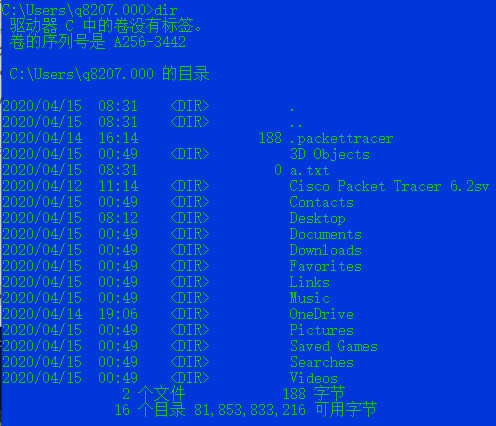 C:\Users\q8207.000>dir
驱动器 C 中的卷没有标签。
卷的序列号是 A256-3442
C:\Users\q8207.000 的目录
2020/04/15  08:31    <DIR>          .
2020/04/15  08:31    <DIR>          ..
2020/04/14  16:14               188 .packettracer
2020/04/15  00:49    <DIR>          3D Objects
2020/04/15  08:31                 0 a.txt
2020/04/12  11:14    <DIR>          Cisco Packet Tracer 6.2sv
2020/04/15  00:49    <DIR>          Contacts
2020/04/15  08:12    <DIR>          Desktop
2020/04/15  00:49    <DIR>          Documents
2020/04/15  00:49    <DIR>          Downloads
2020/04/15  00:49    <DIR>          Favorites
2020/04/15  00:49    <DIR>          Links
2020/04/15  00:49    <DIR>          Music
2020/04/14  19:06    <DIR>          OneDrive
2020/04/15  00:49    <DIR>          Pictures
2020/04/15  00:49    <DIR>          Saved Games
2020/04/15  00:49    <DIR>          Searches
2020/04/15  00:49    <DIR>          Videos
2 个文件            188 字节
16 个目录 81,853,833,216 可用字节